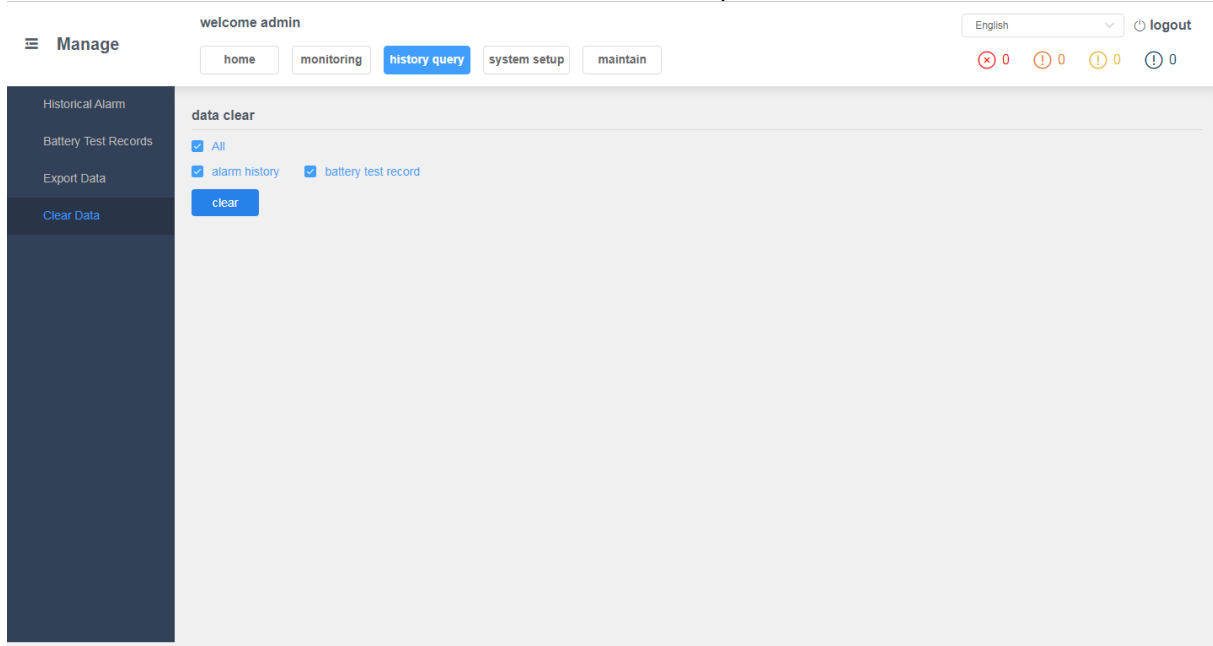 welcome admin
English
logout
Manage
home monitoring history query system setup maintain
0 0 0 0
Historical Alarm
Battery Test Records
Export Data
Clear Data
data clear
All
alarm history battery test record
clear